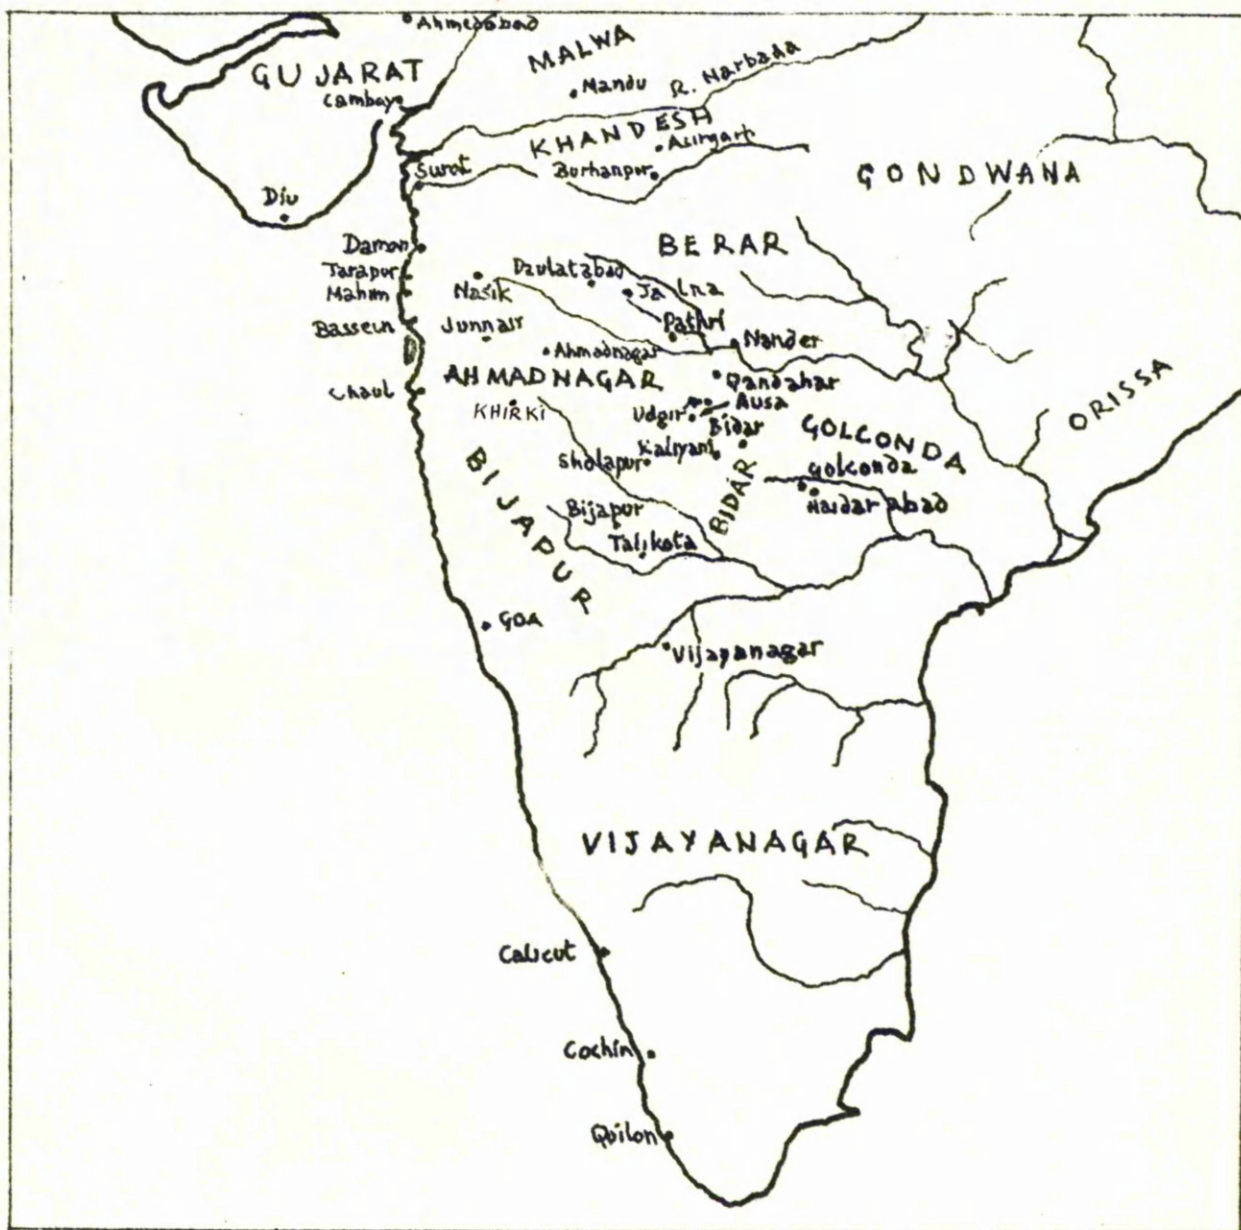 Ahmedabad
MALWA
GUJARAT
Cambay
Mandu
R. Narbada
KHANDESH
Asirgarh
Surat
Burhanpur
GONDWANA
Diu
Daman
BERAR
Tarapur
Daulatabad
Mahim
Nasik
Jalna
Bassein
Junnair
Pathri
Nander
Ahmadnagar
AHMADNAGAR
Qandahar
Chaul
KHIRKI
Udgir
Ausa
ORISSA
Bidar
GOLCONDA
Kaliyani
Sholapur
Golconda
BIJAPUR
BIDAR
Haidarabad
Bijapur
Talikota
GOA
Vijayanagar
VIJAYANAGAR
Calicut
Cochin
Quilon